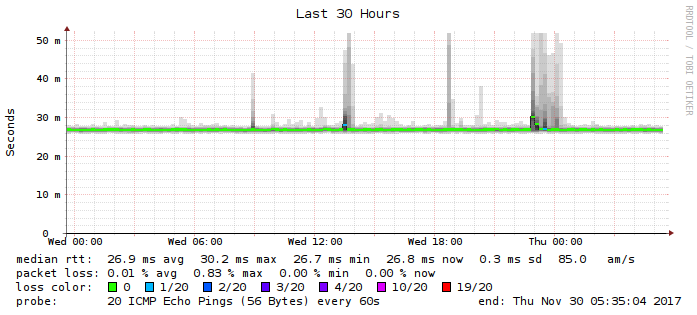 Last 30 Hours
RRDTOOL / TOBI OETIKER
Seconds
50 m
40 m
30 m
20 m
10 m
0
Wed 00:00 Wed 06:00 Wed 12:00 Wed 18:00 Thu 00:00
median rtt: 26.9 ms avg 30.2 ms max 26.7 ms min 26.8 ms now 0.3 ms sd 85.0 am/s
packet loss: 0.01 % avg 0.83 % max 0.00 % min 0.00 % now
loss color: 0 1/20 2/20 3/20 4/20 10/20 19/20
probe: 20 ICMP Echo Pings (56 Bytes) every 60s end: Thu Nov 30 05:35:04 2017